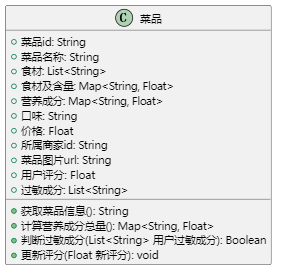 C 菜品
菜品id: String
菜品名称: String
食材: List<String>
食材及含量: Map<String, Float>
营养成分: Map<String, Float>
口味: String
价格: Float
所属商家id: String
菜品图片url: String
用户评分: Float
过敏成分: List<String>
获取菜品信息(): String
计算营养成分总量(): Map<String, Float>
判断过敏成分(List<String> 用户过敏成分): Boolean
更新评分(Float 新评分): void